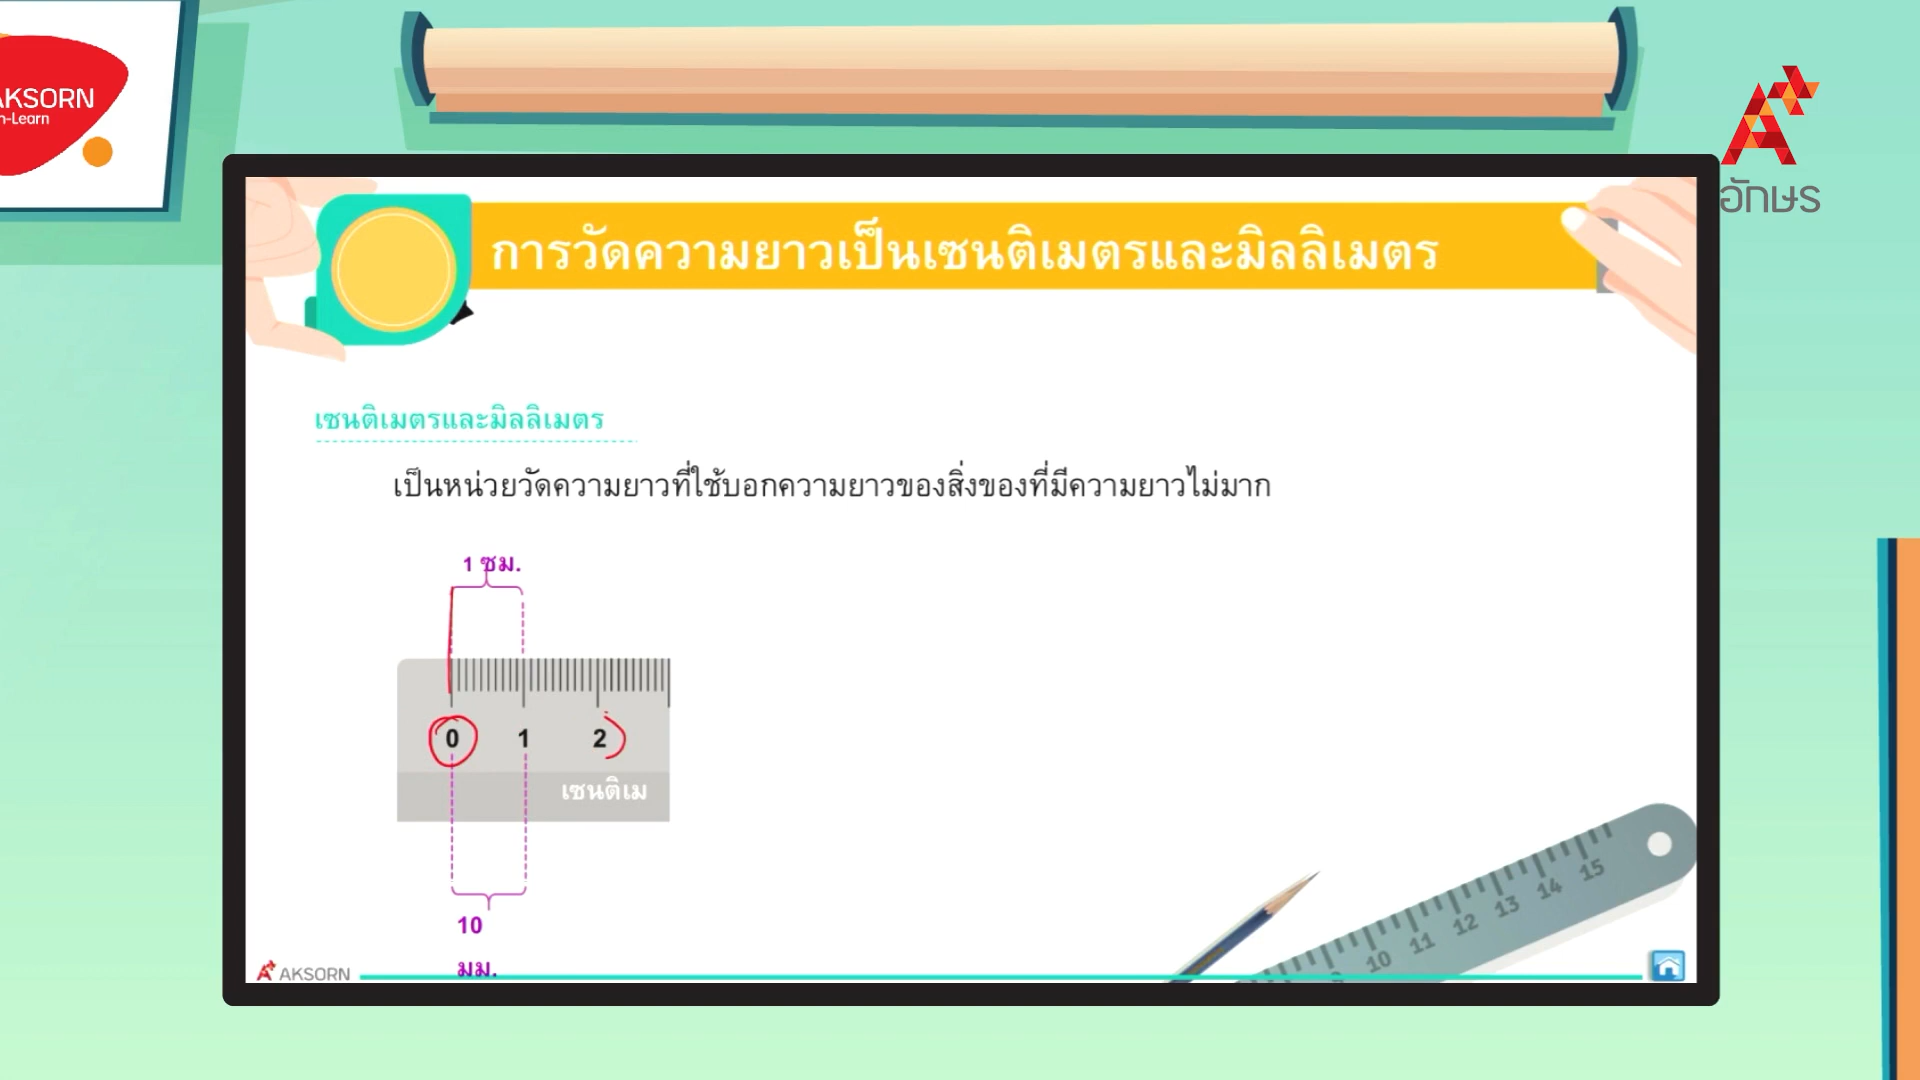 AKSORN
n-Learn
อักษร
การวัดความยาวเป็นเซนติเมตรและมิลลิเมตร
เซนติเมตรและมิลลิเมตร
เป็นหน่วยวัดความยาวที่ใช้บอกความยาวของสิ่งของที่มีความยาวไม่มาก
1 ซม.
0 1 2
เซนติเม
10
มม.
10 11 12 13 14 15
AKSORN